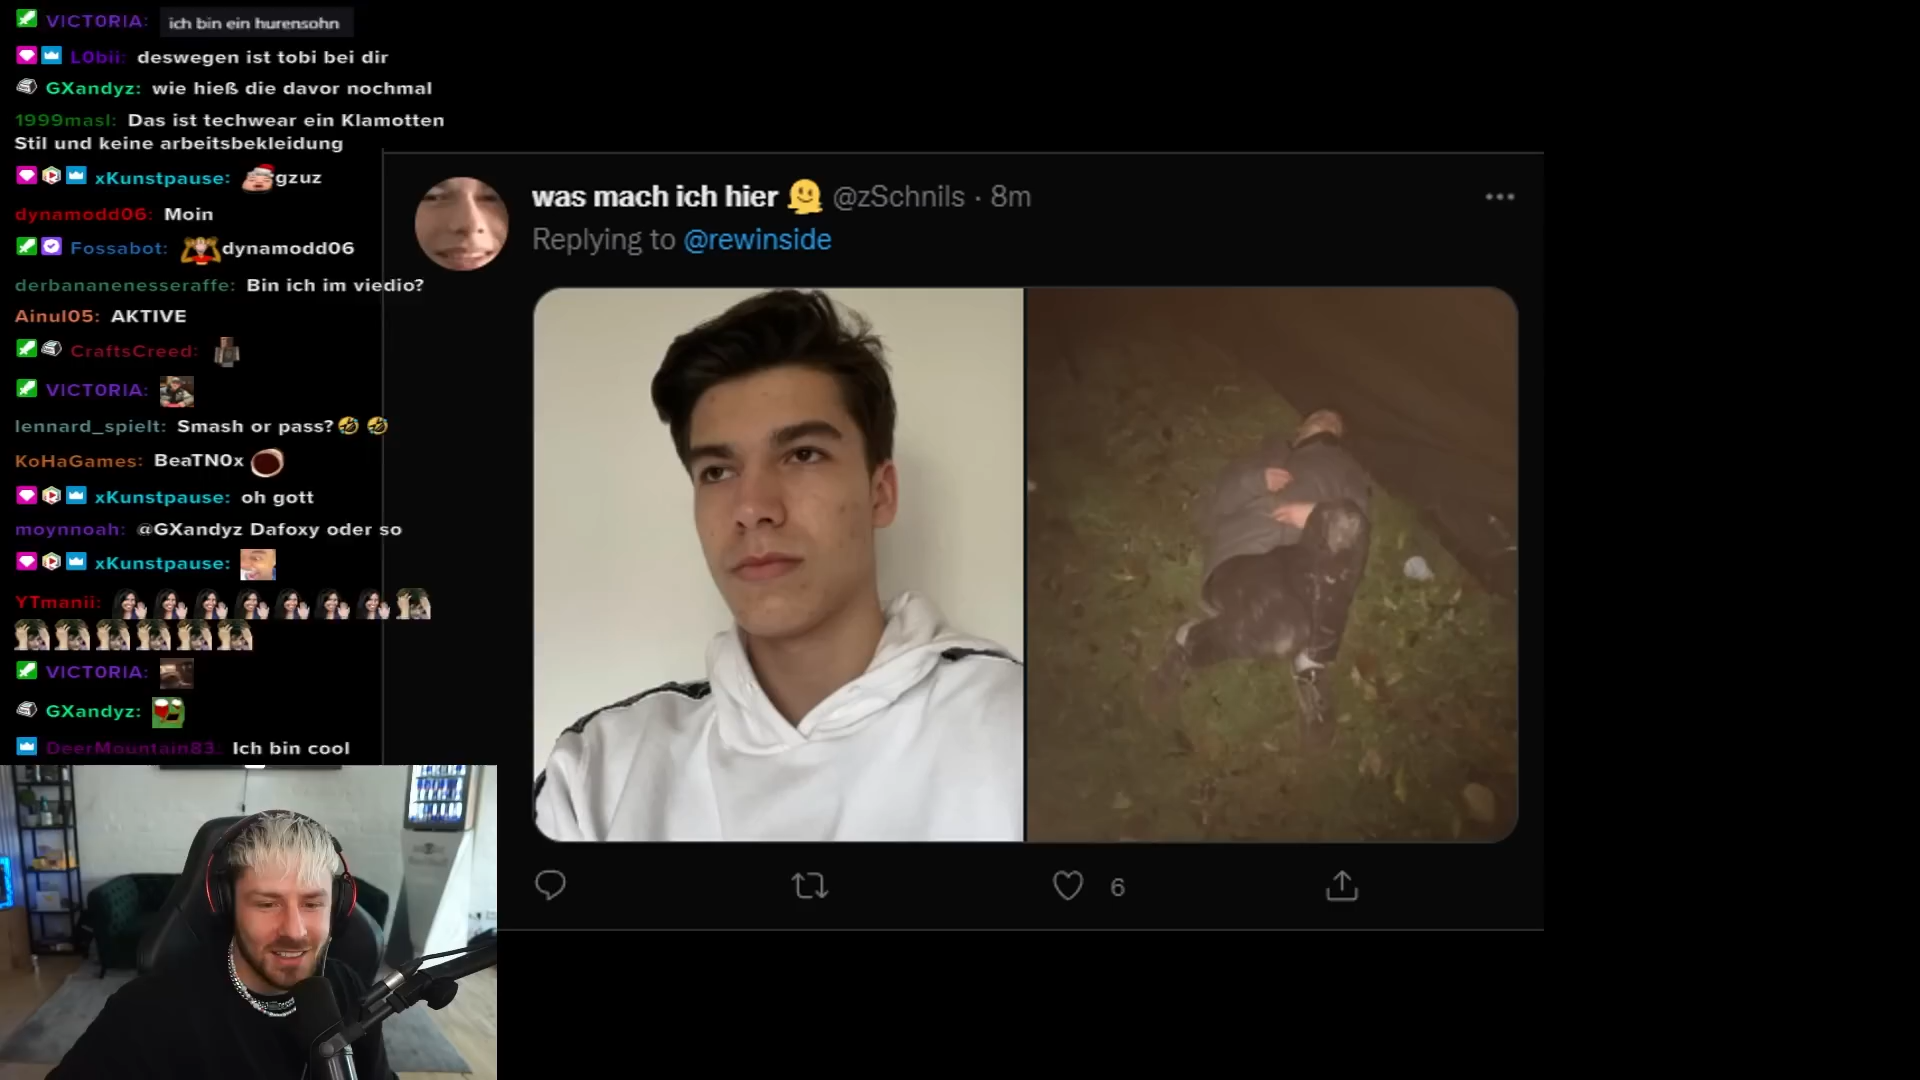 VICT0RIA: ich bin ein hurensohn
L0bii: deswegen ist tobi bei dir
GXandyz: wie hieß die davor nochmal
1999masl: Das ist techwear ein Klamotten
Stil und keine arbeitsbekleidung
xKunstpause: gzuz
dynamodd06: Moin
Fossabot: dynamodd06
derbananenesseraffe: Bin ich im viedio?
Ainul05: AKTIVE
CraftsCreed:
VICT0RIA:
lennard_spielt: Smash or pass?🤣 🤣
KoHaGames: BeaTN0x
xKunstpause: oh gott
moynnoah: @GXandyz Dafoxy oder so
xKunstpause:
YTmanii:
VICT0RIA:
GXandyz:
DeerMountain83: Ich bin cool
was mach ich hier 🫠 @zSchnils · 8m
Replying to @rewinside
6